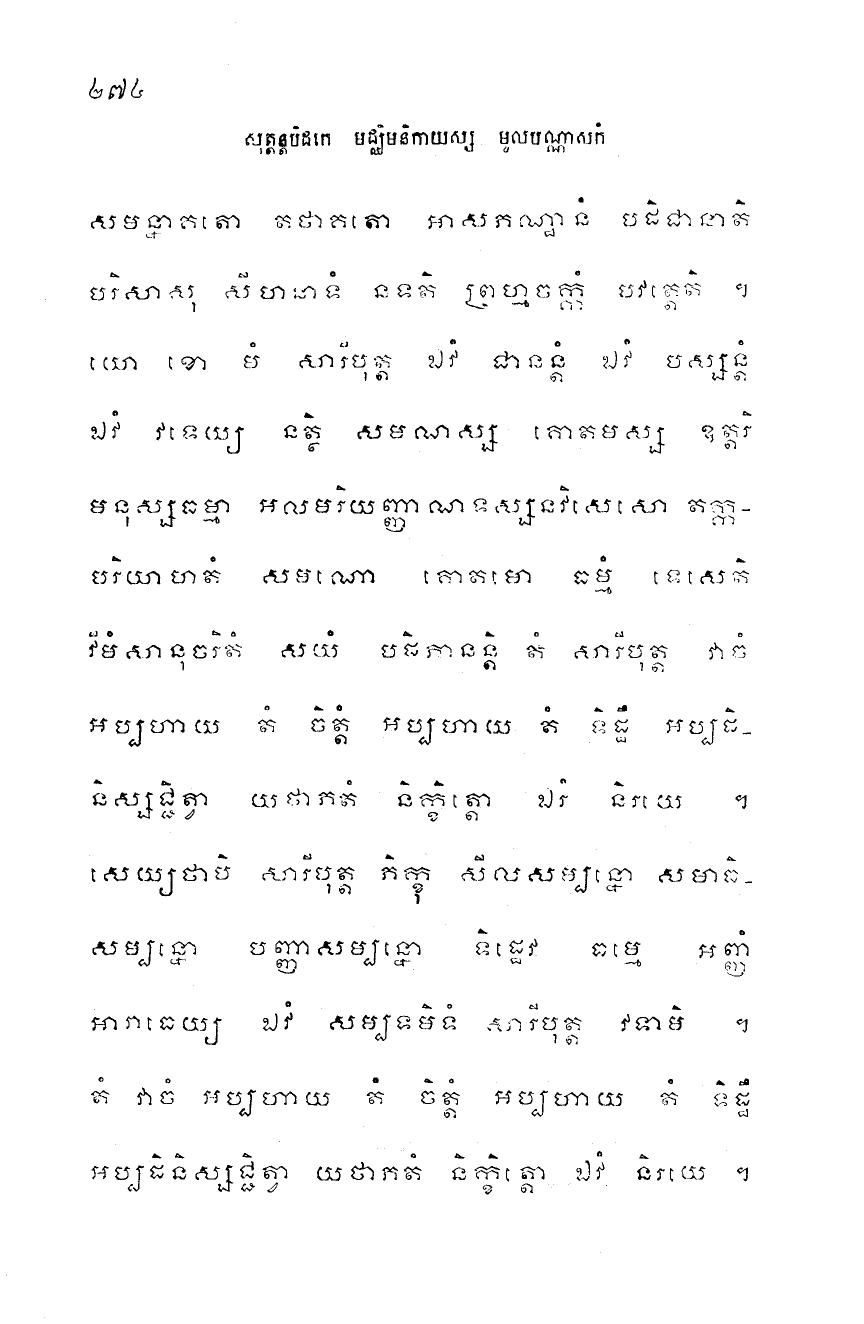 ២៧៤
សុត្តន្តបិដកេ មជ្ឈិមនិកាយស្ស មូលបណ្ណាសកំ
សមន្នាគតោ តថាគតោ អាសភណ្ឋានំ បដិជានាតិ
បរិសាសុ សីហនាទំ នទតិ ព្រហ្មចក្កំ បវត្តេតិ ។
យោ ខោ មំ សារីបុត្ត ឯវំ ជានន្តំ ឯវំ បស្សន្តំ
ឯវំ វទេយ្យ នត្ថិ សមណស្ស គោតមស្ស ឧត្តរិ
មនុស្សធម្មា អលមរិយញ្ញាណទស្សនវិសេសោ តក្ក-
បរិយាហតំ សមណោ គោតមោ ធម្មំ ទេសេតិ
វីមំសានុចរិតំ សយំ បដិភានន្តិ តំ សារីបុត្ត វាចំ
អប្បហាយ តំ ចិត្តំ អប្បហាយ តំ ទិដ្ឋឹ អប្បដិ-
និស្សជ្ជិត្វា យថាភតំ និក្ខិត្តោ ឯវំ និរយេ ។
សេយ្យថាបិ សារីបុត្ត ភិក្ខុ សីលសម្បន្នោ សមាធិ-
សម្បន្នោ បញ្ញាសម្បន្នោ ទិដ្ឋេវ ធម្មេ អញ្ញំ
អារាធេយ្យ ឯវំ សម្បទមិទំ សារីបុត្ត វទាមិ ។
តំ វាចំ អប្បហាយ តំ ចិត្តំ អប្បហាយ តំ ទិដ្ឋឹ
អប្បដិនិស្សជ្ជិត្វា យថាភតំ និក្ខិត្តោ ឯវំ និរយេ ។